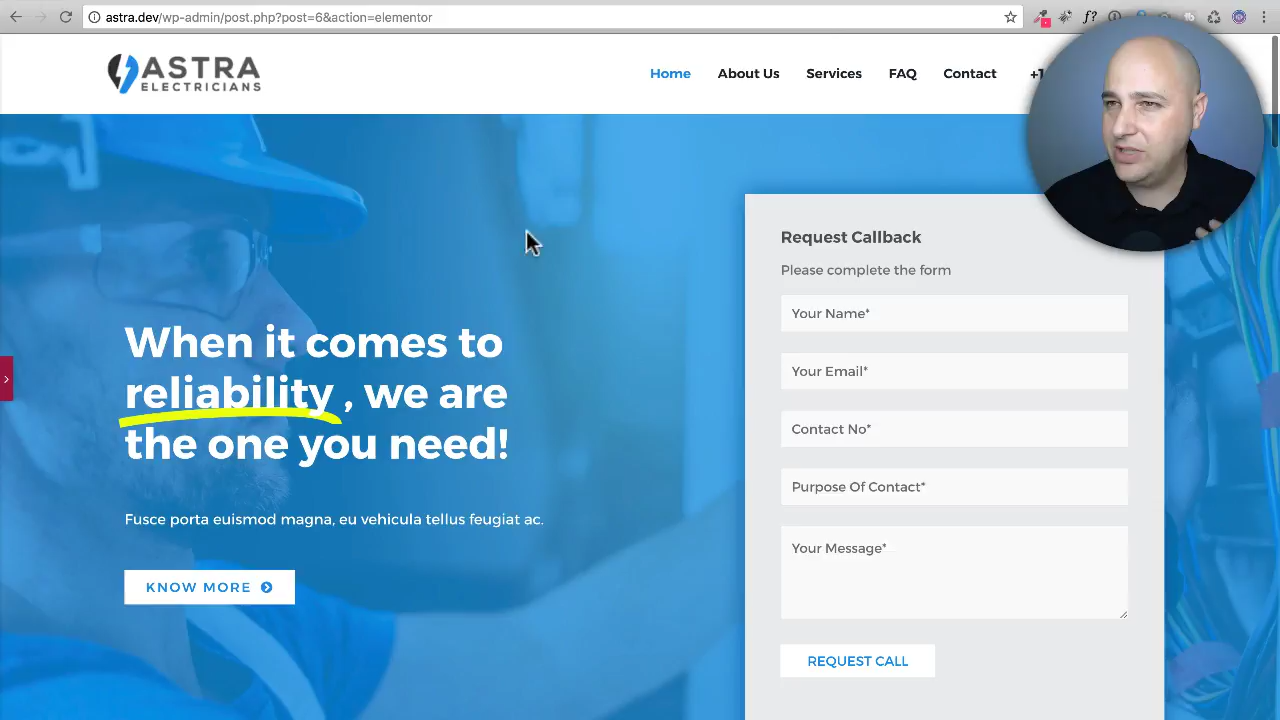 astra.dev/wp-admin/post.php?post=6&action=elementor
f?
ASTRA
ELECTRICIANS
Home About Us Services FAQ Contact +1
When it comes to
reliability , we are
the one you need!
Fusce porta euismod magna, eu vehicula tellus feugiat ac.
KNOW MORE
Request Callback
Please complete the form
Your Name*
Your Email*
Contact No*
Purpose Of Contact*
Your Message*
REQUEST CALL